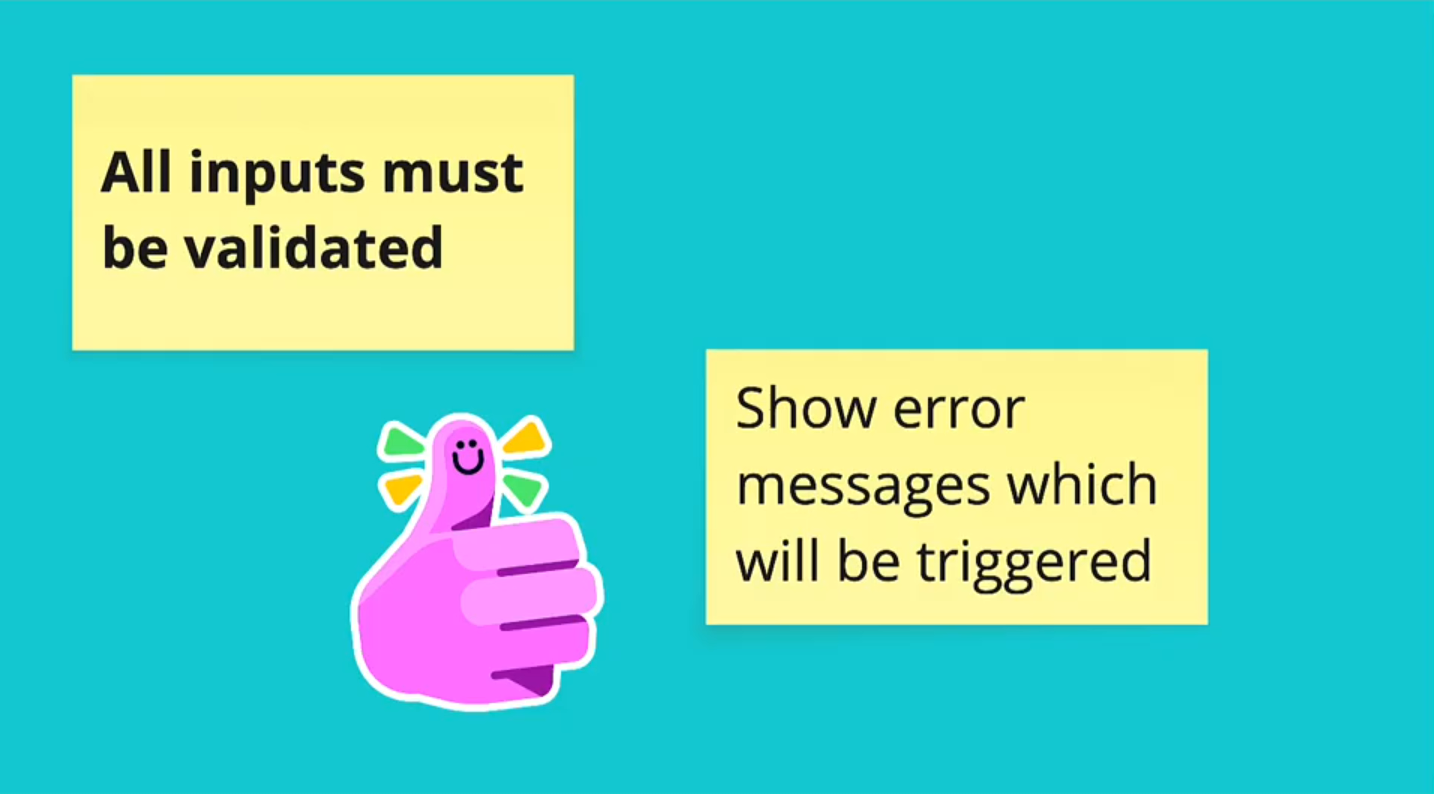 All inputs must
be validated
Show error
messages which
will be triggered